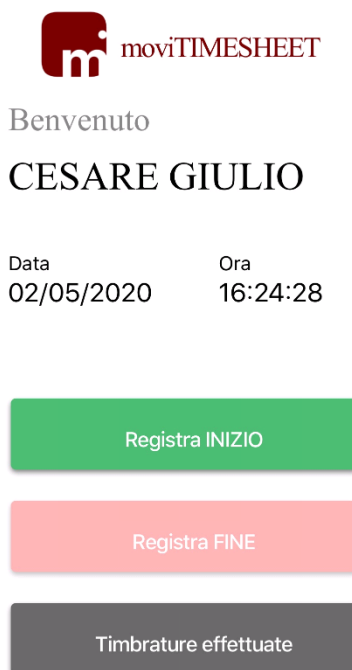 m moviTIMESHEET
Benvenuto
CESARE GIULIO
Data Ora
02/05/2020 16:24:28
Registra INIZIO
Registra FINE
Timbrature effettuate